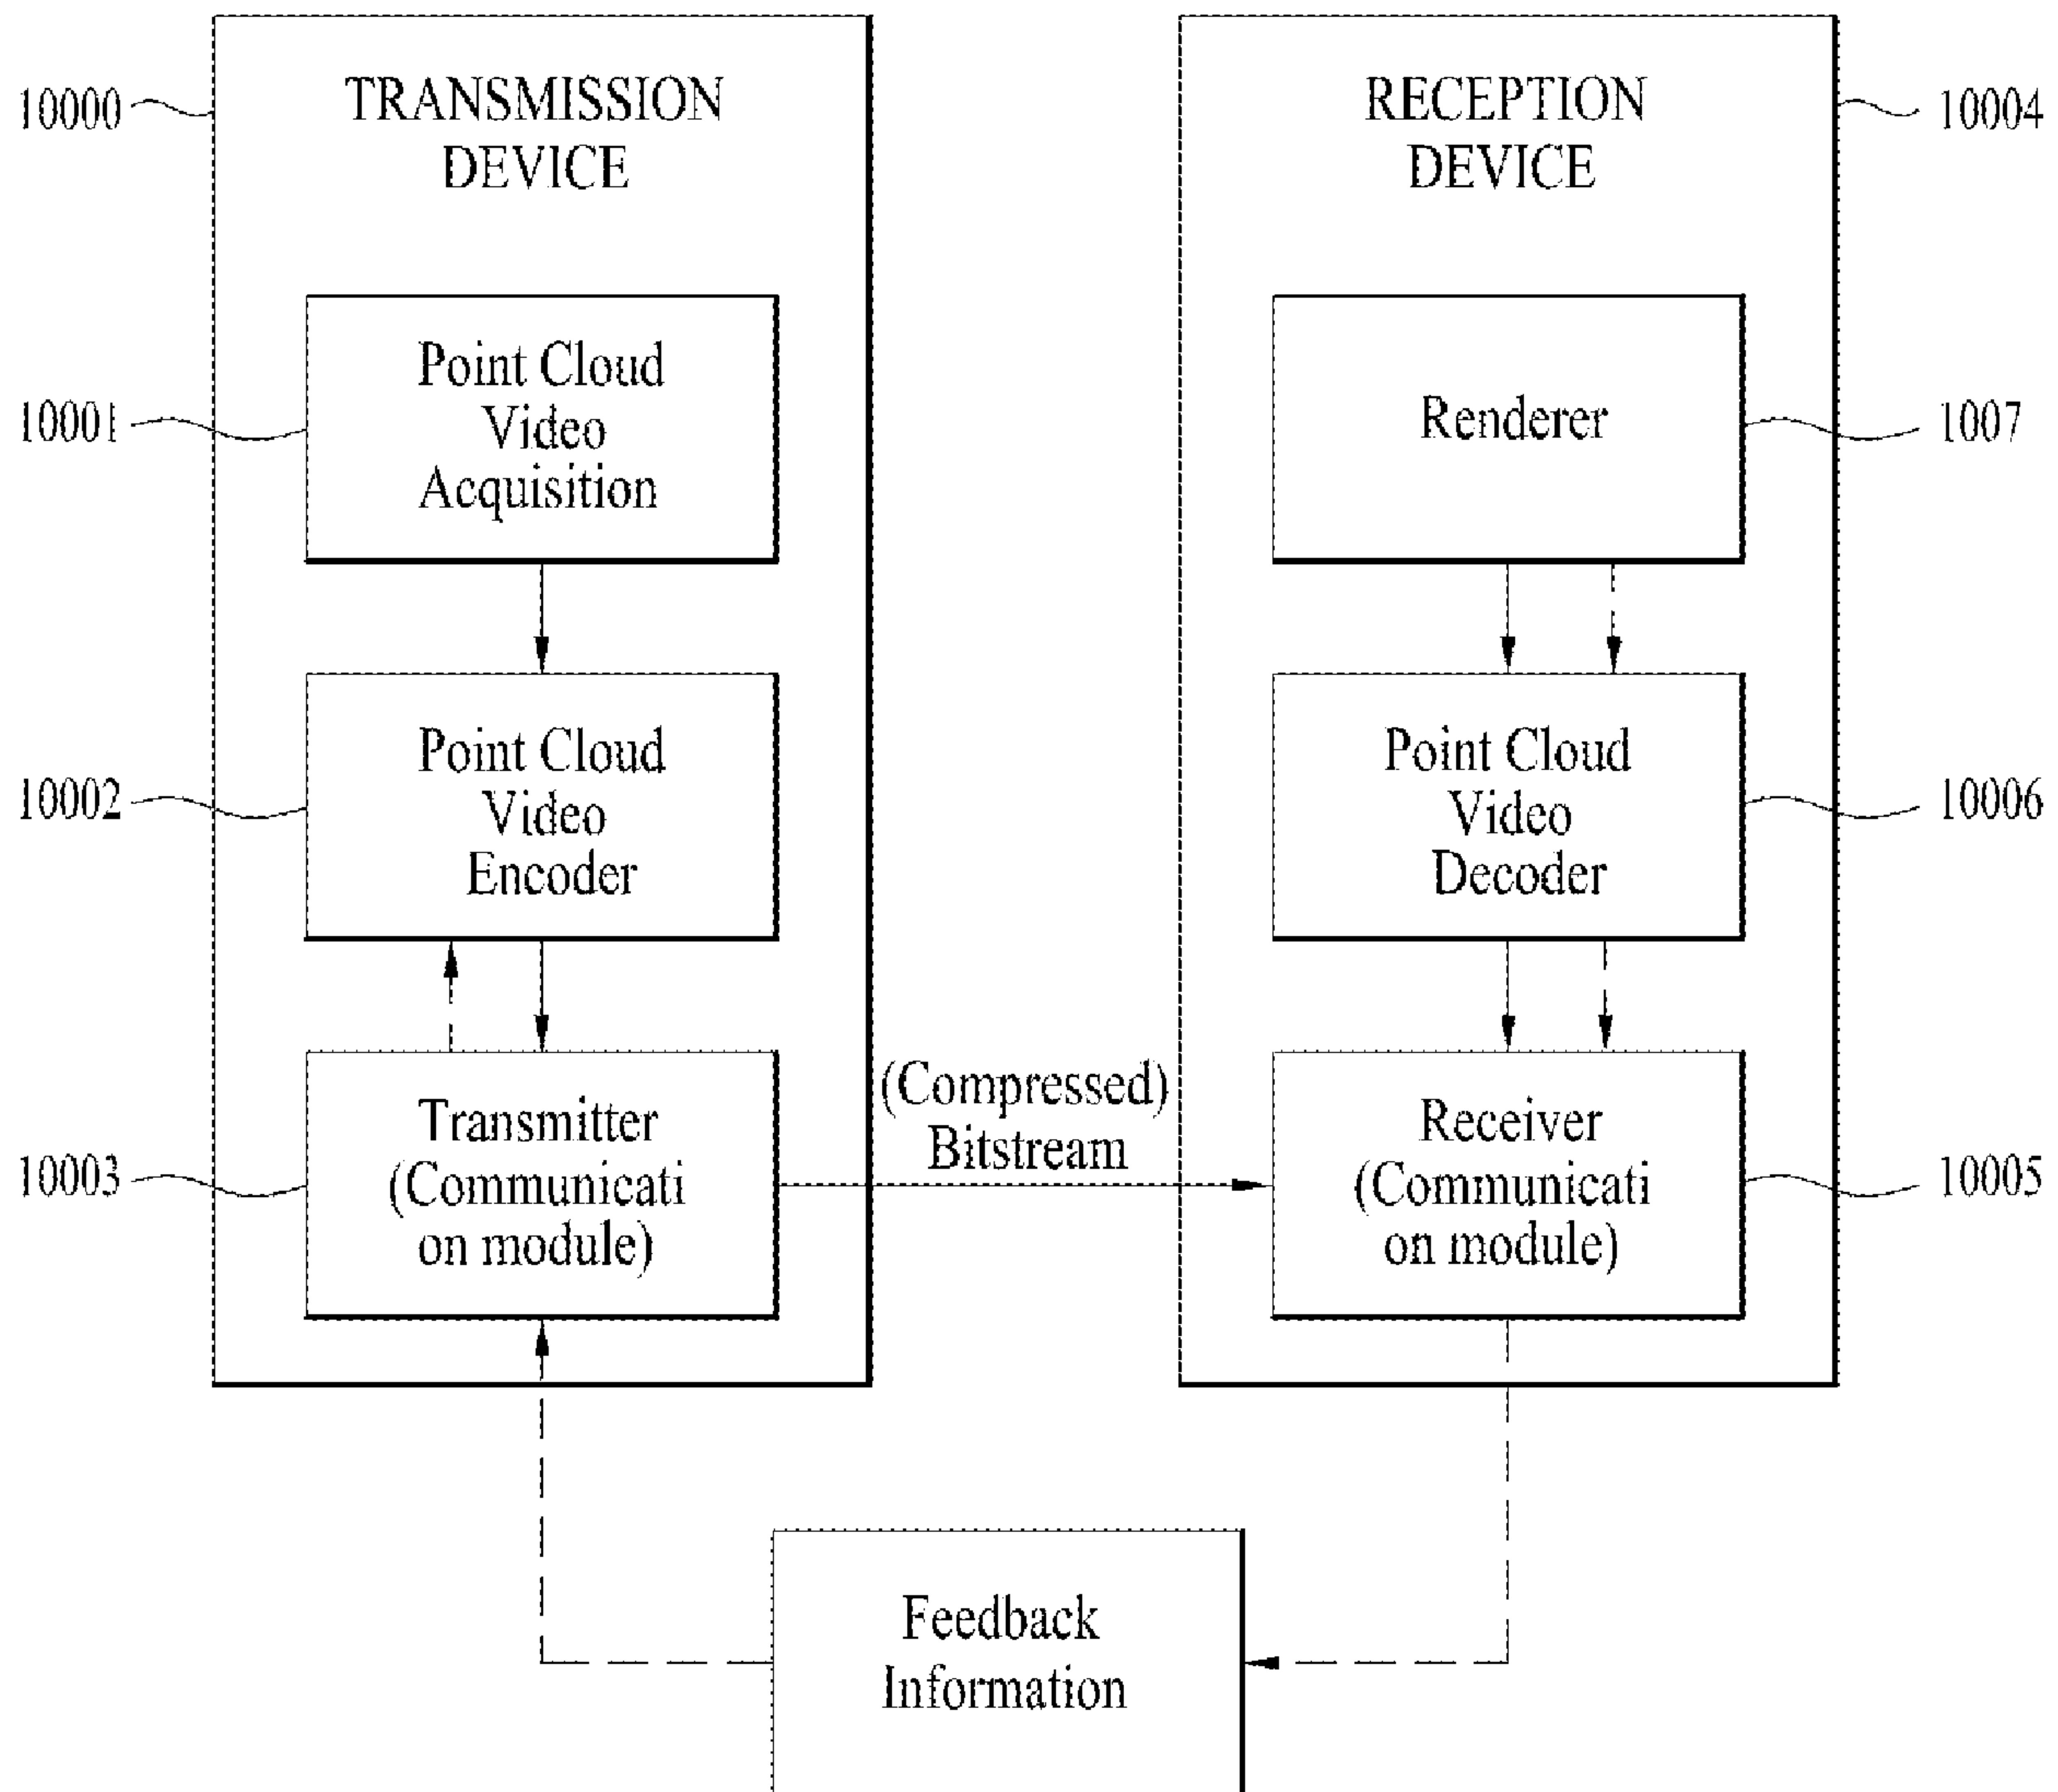 TRANSMISSION
DEVICE
10000
Point Cloud
Video
Acquisition
10001
Point Cloud
Video
Encoder
10002
Transmitter
(Communicati
on module)
10003
(Compressed)
Bitstream
RECEPTION
DEVICE
10004
Renderer
1007
Point Cloud
Video
Decoder
10006
Receiver
(Communicati
on module)
10005
Feedback
Information